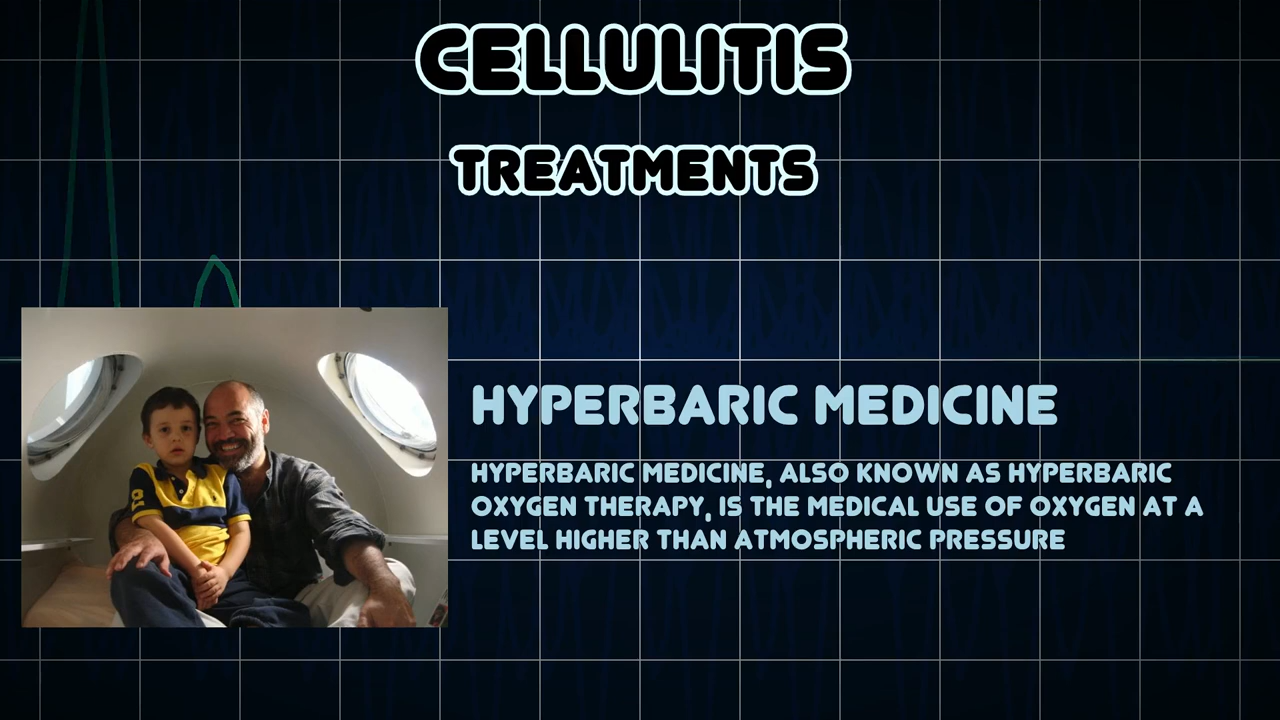 CELLULITIS
TREATMENTS
HYPERBARIC MEDICINE
HYPERBARIC MEDICINE, ALSO KNOWN AS HYPERBARIC
OXYGEN THERAPY, IS THE MEDICAL USE OF OXYGEN AT A
LEVEL HIGHER THAN ATMOSPHERIC PRESSURE